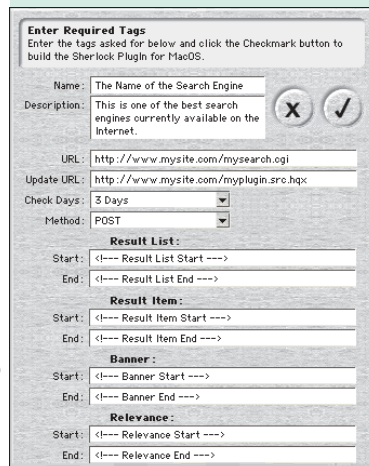 Enter Required Tags
Enter the tags asked for below and click the Checkmark button to
build the Sherlock PlugIn for MacOS.
Name: The Name of the Search Engine
Description: This is one of the best search
engines currently available on the
Internet.
X ✓
URL: http://www.mysite.com/mysearch.cgi
Update URL: http://www.mysite.com/myplugin.src.hqx
Check Days: 3 Days
Method: POST
Result List:
Start: <!--- Result List Start --->
End: <!--- Result List End --->
Result Item:
Start: <!--- Result Item Start --->
End: <!--- Result Item End --->
Banner:
Start: <!--- Banner Start --->
End: <!--- Banner End --->
Relevance:
Start: <!--- Relevance Start --->
End: <!--- Relevance End --->